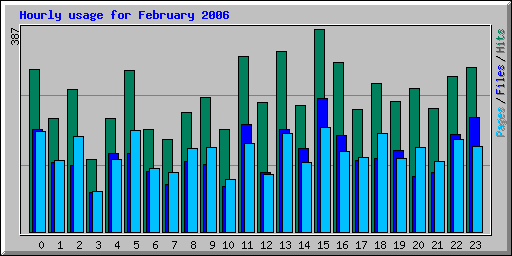 Hourly usage for February 2006
387
Pages/Files/Hits
0 1 2 3 4 5 6 7 8 9 10 11 12 13 14 15 16 17 18 19 20 21 22 23